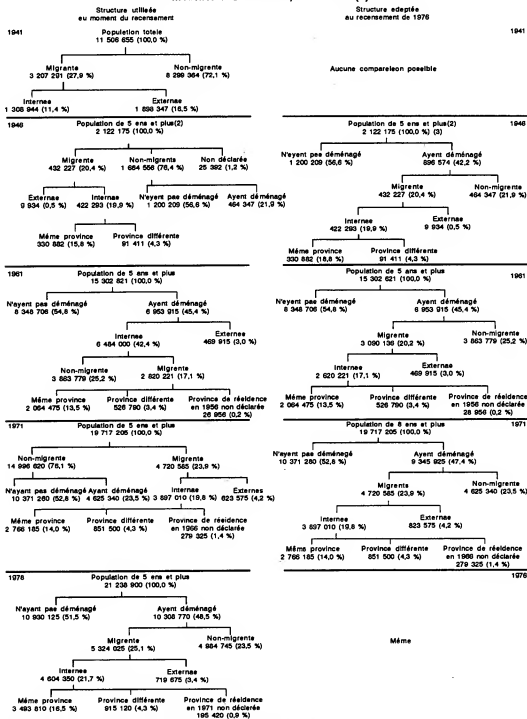 Structure utilisée
au moment du recensement
Structure adoptée
au recensement de 1976
1941
Population totale
11 506 655 (100,0 %)
1941
Migrante
3 207 291 (27,9 %)
Non-migrante
8 299 364 (72,1 %)
Aucune comparaison possible
Interne
1 308 944 (11,4 %)
Externe
1 898 347 (16,5 %)
1946
Population de 5 ans et plus(2)
2 122 175 (100,0 %)
Population de 5 ans et plus(2)
2 122 175 (100,0 %) (3)
1946
Migrante
432 227 (20,4 %)
Non-migrante
1 664 556 (78,4 %)
Non déclarée
25 392 (1,2 %)
N'ayant pas déménagé
1 200 209 (56,6 %)
Ayant déménagé
896 574 (42,2 %)
Externe
9 934 (0,5 %)
Interne
422 293 (19,9 %)
N'ayant pas déménagé
1 200 209 (56,6 %)
Ayant déménagé
464 347 (21,9 %)
Migrante
432 227 (20,4 %)
Non-migrante
464 347 (21,9 %)
Même province
330 882 (15,6 %)
Province différente
91 411 (4,3 %)
Interne
422 293 (19,9 %)
Externe
9 934 (0,5 %)
Même province
330 882 (15,6 %)
Province différente
91 411 (4,3 %)
1961
Population de 5 ans et plus
15 302 621 (100,0 %)
Population de 5 ans et plus
15 302 621 (100,0 %)
1961
N'ayant pas déménagé
8 348 706 (54,6 %)
Ayant déménagé
6 953 915 (45,4 %)
N'ayant pas déménagé
8 348 706 (54,6 %)
Ayant déménagé
6 953 915 (45,4 %)
Interne
6 484 000 (42,4 %)
Externe
469 915 (3,0 %)
Migrante
3 090 136 (20,2 %)
Non-migrante
3 863 779 (25,2 %)
Non-migrante
3 863 779 (25,2 %)
Migrante
2 620 221 (17,1 %)
Interne
2 620 221 (17,1 %)
Externe
469 915 (3,0 %)
Même province
2 064 475 (13,5 %)
Province différente
526 790 (3,4 %)
Province de résidence
en 1956 non déclarée
28 956 (0,2 %)
Même province
2 064 475 (13,5 %)
Province différente
526 790 (3,4 %)
Province de résidence
en 1956 non déclarée
28 956 (0,2 %)
1971
Population de 5 ans et plus
19 717 205 (100,0 %)
Population de 5 ans et plus
19 717 205 (100,0 %)
1971
Non-migrante
14 996 620 (76,1 %)
Migrante
4 720 585 (23,9 %)
N'ayant pas déménagé
10 371 280 (52,6 %)
Ayant déménagé
9 345 925 (47,4 %)
N'ayant pas déménagé
10 371 280 (52,6 %)
Ayant déménagé
4 625 340 (23,5 %)
Interne
3 897 010 (19,8 %)
Externes
823 575 (4,2 %)
Migrante
4 720 585 (23,9 %)
Non-migrante
4 625 340 (23,5 %)
Même province
2 766 185 (14,0 %)
Province différente
851 500 (4,3 %)
Province de résidence
en 1966 non déclarée
279 325 (1,4 %)
Interne
3 897 010 (19,8 %)
Externe
823 575 (4,2 %)
Même province
2 766 185 (14,0 %)
Province différente
851 500 (4,3 %)
Province de résidence
en 1966 non déclarée
279 325 (1,4 %)
1976
Population de 5 ans et plus
21 238 900 (100,0 %)
1976
N'ayant pas déménagé
10 930 125 (51,5 %)
Ayant déménagé
10 308 770 (48,5 %)
Migrante
5 324 025 (25,1 %)
Non-migrante
4 984 745 (23,5 %)
Même
Interne
4 604 350 (21,7 %)
Externe
719 675 (3,4 %)
Même province
3 493 810 (16,5 %)
Province différente
915 120 (4,3 %)
Province de résidence
en 1971 non déclarée
195 420 (0,9 %)